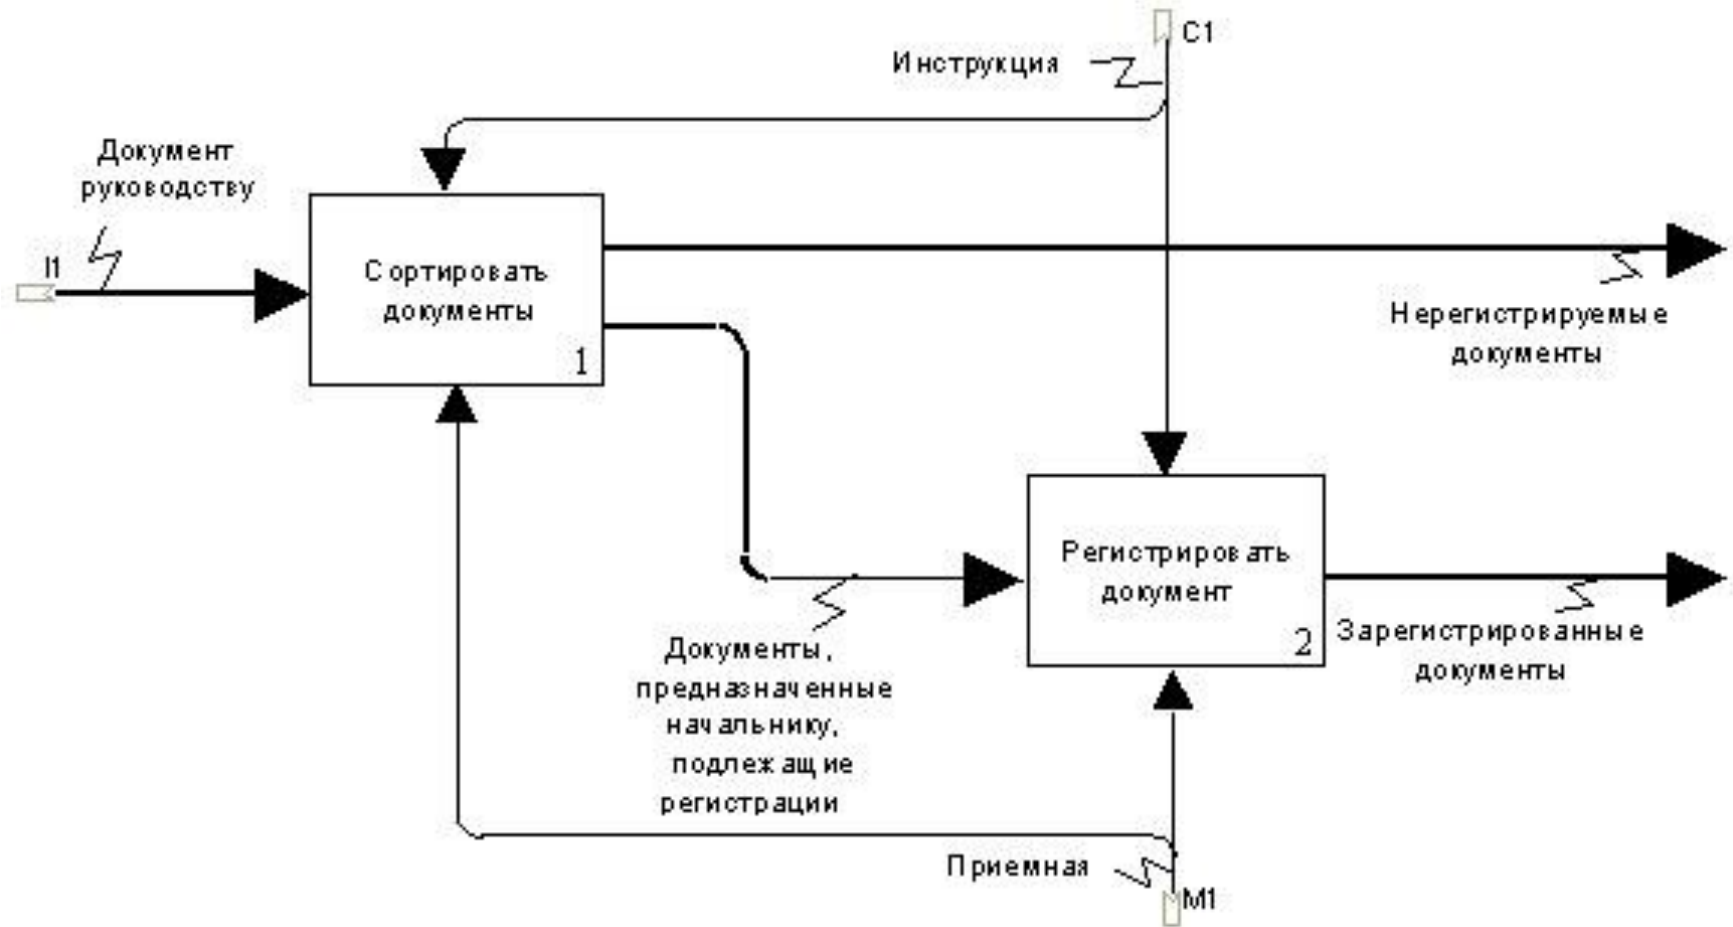 C1
Инструкция
Документ
руководству
I1
Сортировать
документы
1
Нерегистрируемые
документы
Регистрировать
документ
2
Зарегистрированные
документы
Документы,
предназначенные
начальнику,
подлежащие
регистрации
Приемная
M1